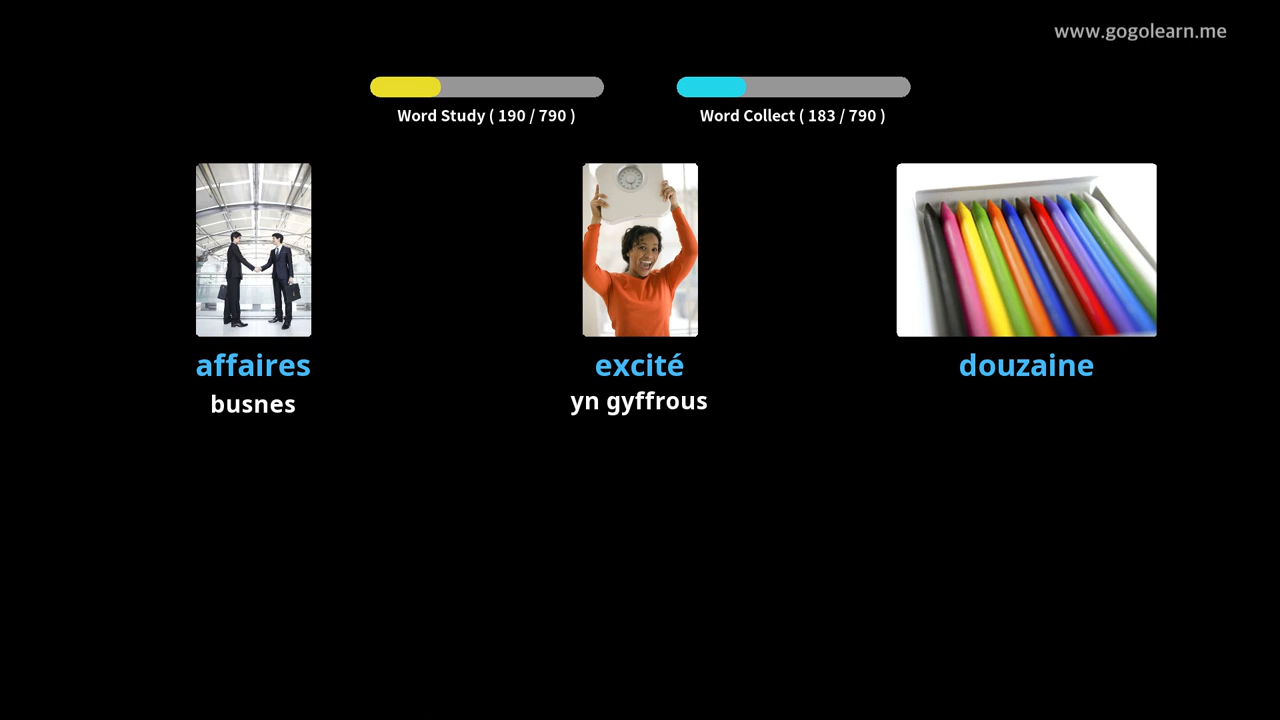 www.gogolearn.me
Word Study ( 190 / 790 )
Word Collect ( 183 / 790 )
affaires
busnes
excité
yn gyffrous
douzaine